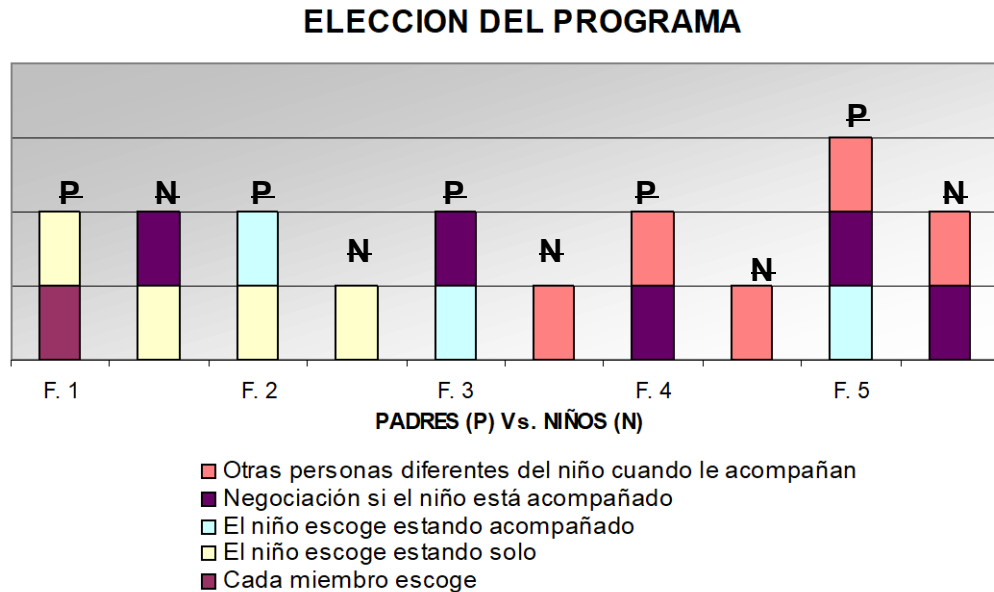 ELECCION DEL PROGRAMA
P
P N P P P N
N N
N
F. 1 F. 2 F. 3 F. 4 F. 5
PADRES (P) Vs. NIÑOS (N)
Otras personas diferentes del niño cuando le acompañan
Negociación si el niño está acompañado
El niño escoge estando acompañado
El niño escoge estando solo
Cada miembro escoge